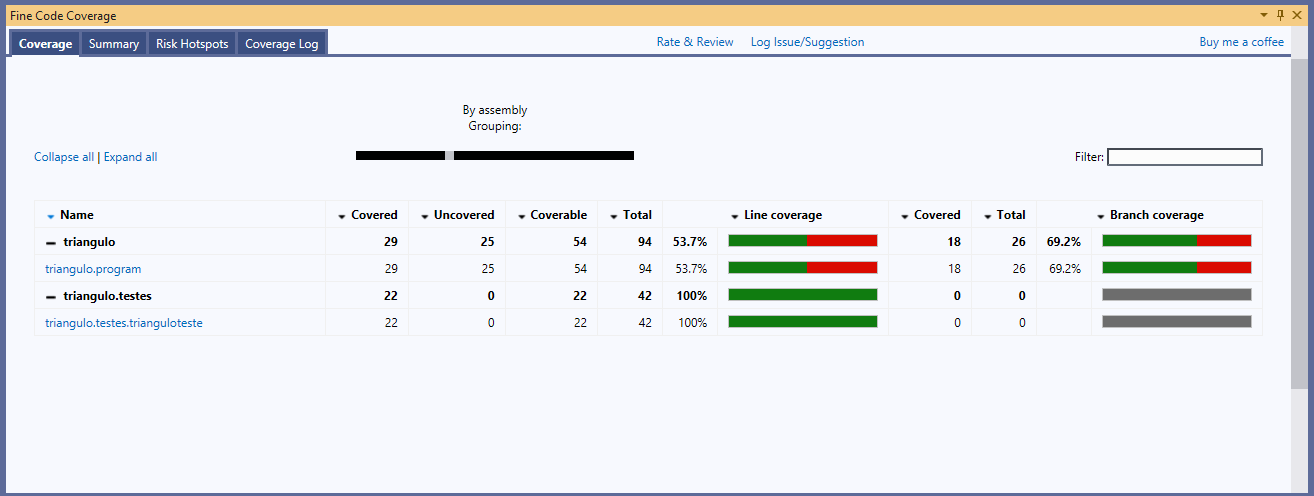 Fine Code Coverage
Coverage Summary Risk Hotspots Coverage Log Rate & Review Log Issue/Suggestion Buy me a coffee
By assembly
Grouping:
Collapse all | Expand all Filter:
Name Covered Uncovered Coverable Total Line coverage Covered Total Branch coverage
triangulo 29 25 54 94 53.7% 18 26 69.2%
triangulo.program 29 25 54 94 53.7% 18 26 69.2%
triangulo.testes 22 0 22 42 100% 0 0
triangulo.testes.trianguloteste 22 0 22 42 100% 0 0